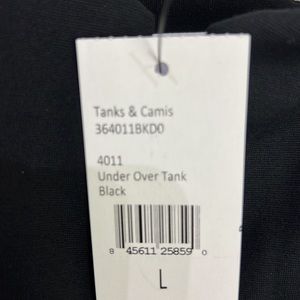 Tanks & Camis
364011BKD0
4011
Under Over Tank
Black
8 45611 25859 0
L